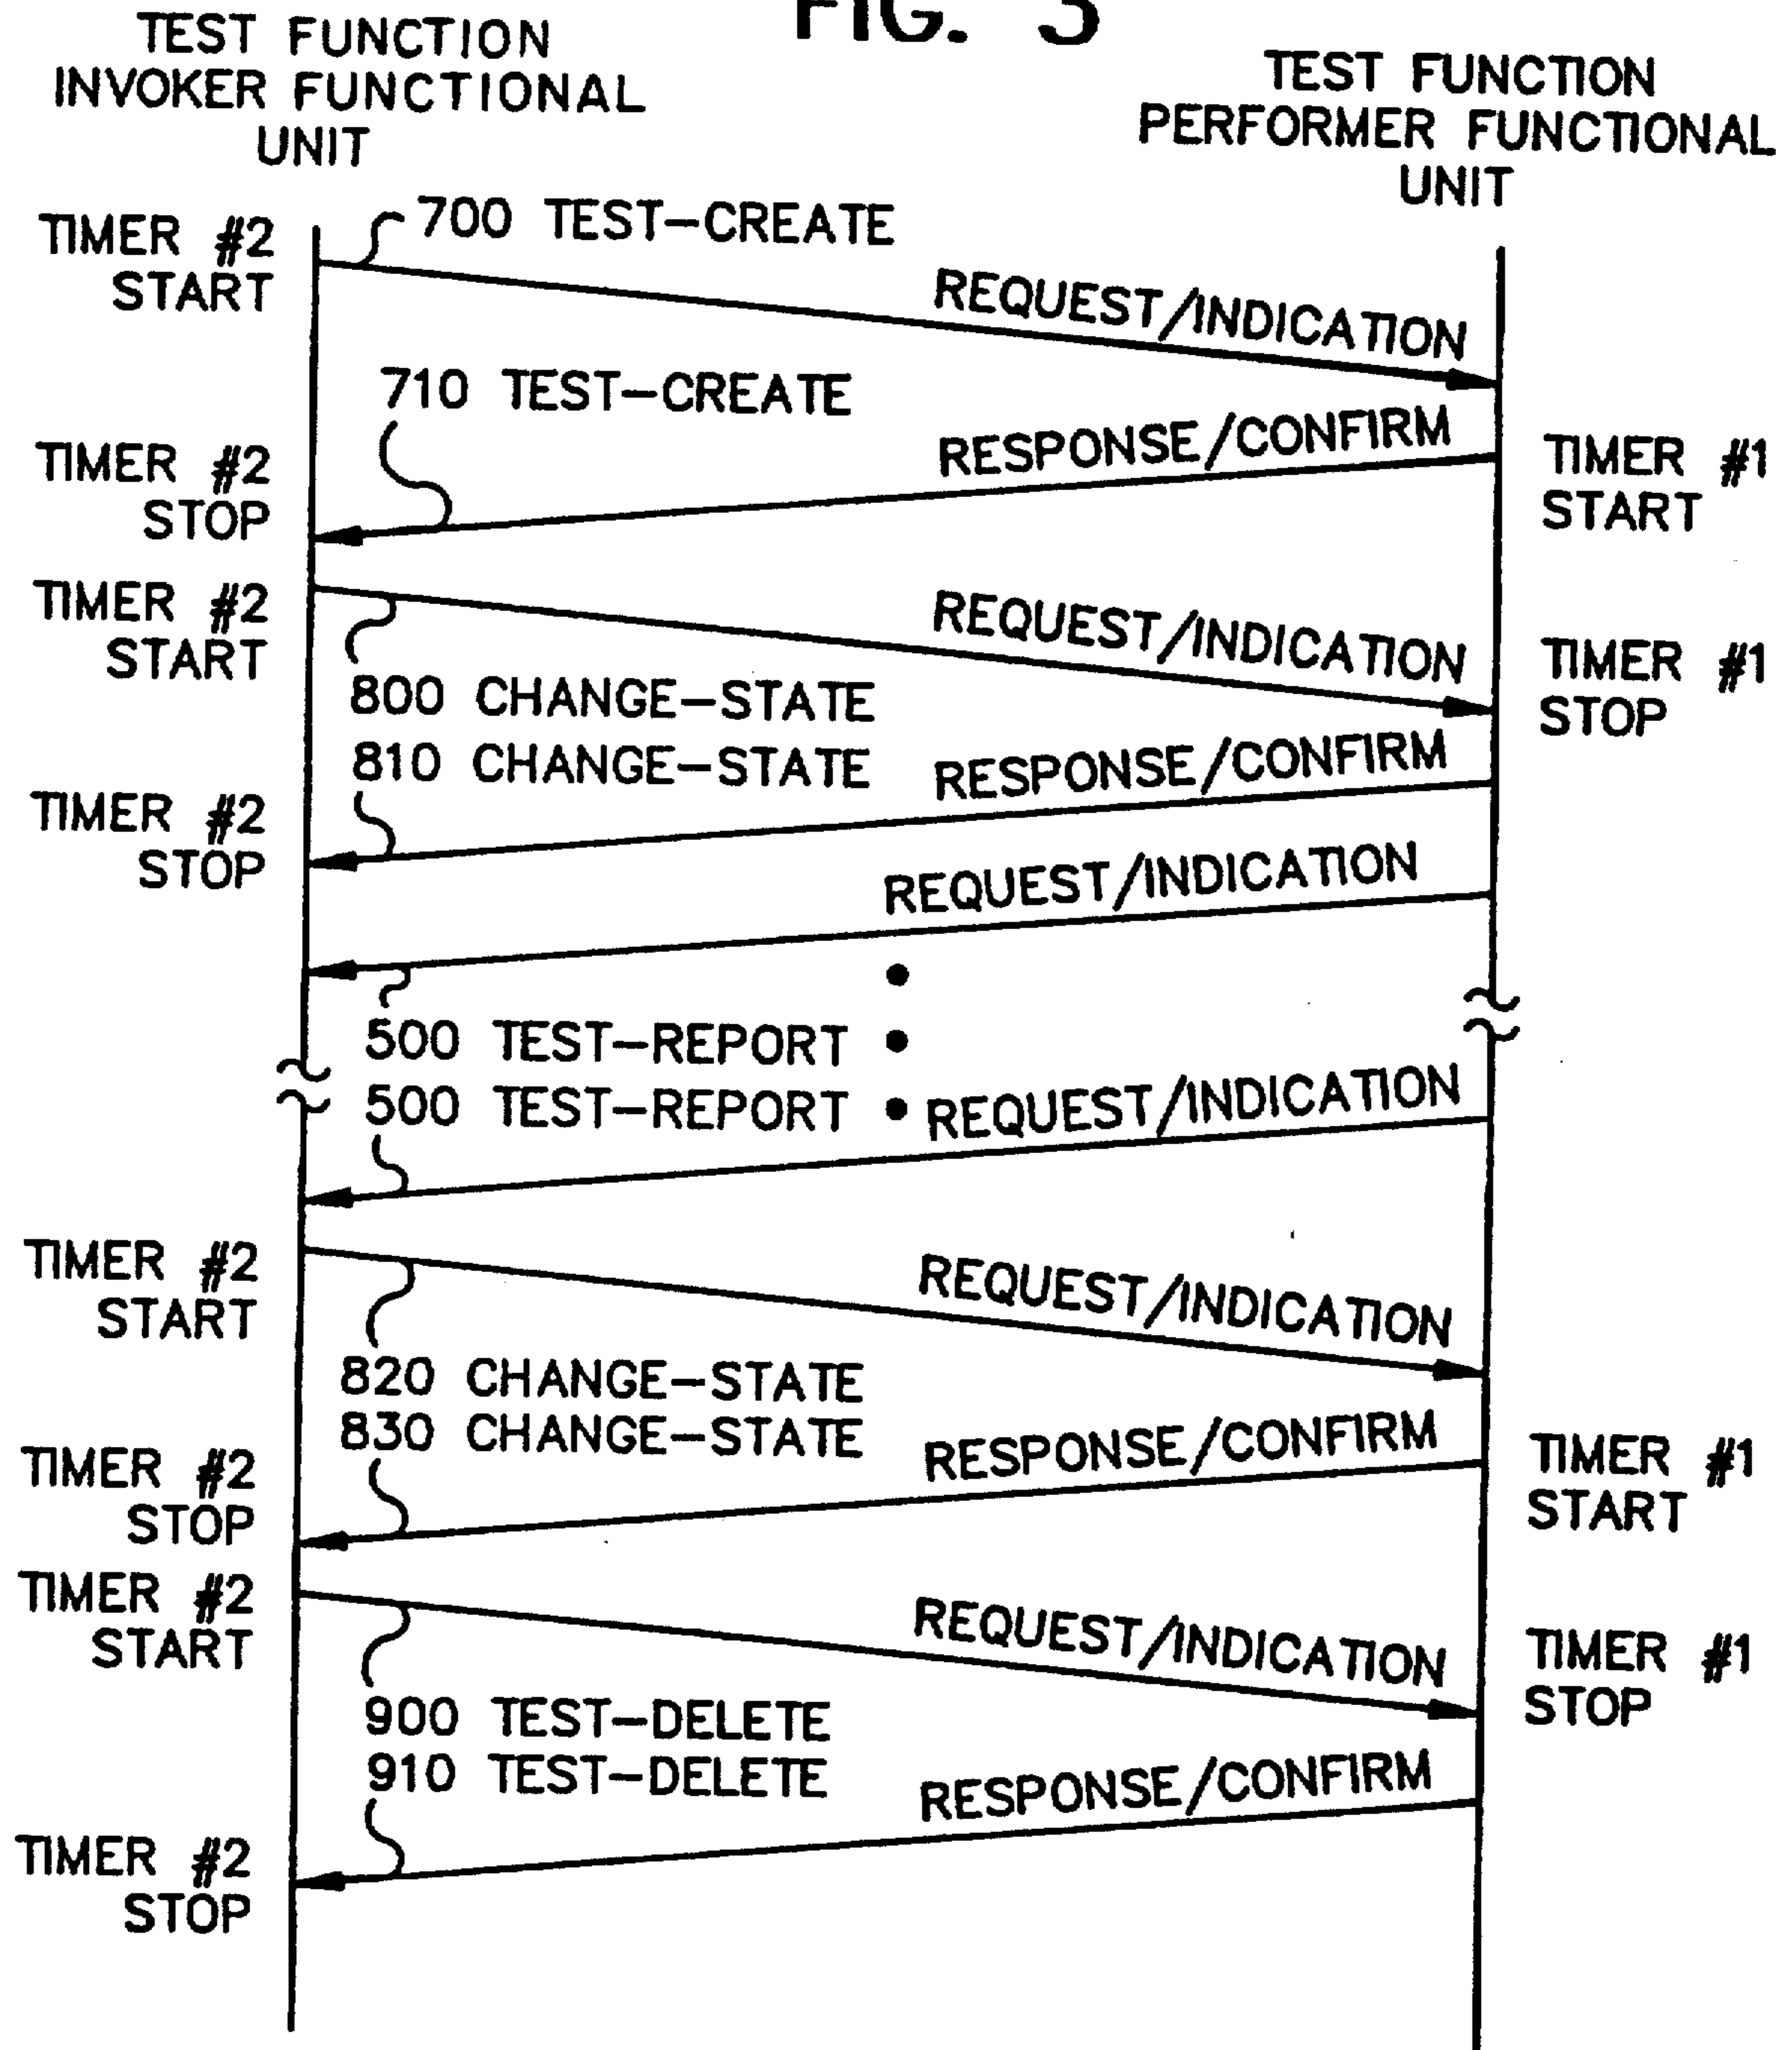 FIG. 3
TEST FUNCTION
INVOKER FUNCTIONAL
UNIT
TEST FUNCTION
PERFORMER FUNCTIONAL
UNIT
TIMER #2
START
700 TEST-CREATE
REQUEST/INDICATION
710 TEST-CREATE
RESPONSE/CONFIRM
TIMER #2
STOP
TIMER #1
START
TIMER #2
START
REQUEST/INDICATION
TIMER #1
STOP
800 CHANGE-STATE
810 CHANGE-STATE
RESPONSE/CONFIRM
TIMER #2
STOP
REQUEST/INDICATION
500 TEST-REPORT
500 TEST-REPORT
REQUEST/INDICATION
TIMER #2
START
REQUEST/INDICATION
820 CHANGE-STATE
830 CHANGE-STATE
RESPONSE/CONFIRM
TIMER #2
STOP
TIMER #1
START
TIMER #2
START
REQUEST/INDICATION
TIMER #1
STOP
900 TEST-DELETE
910 TEST-DELETE
RESPONSE/CONFIRM
TIMER #2
STOP